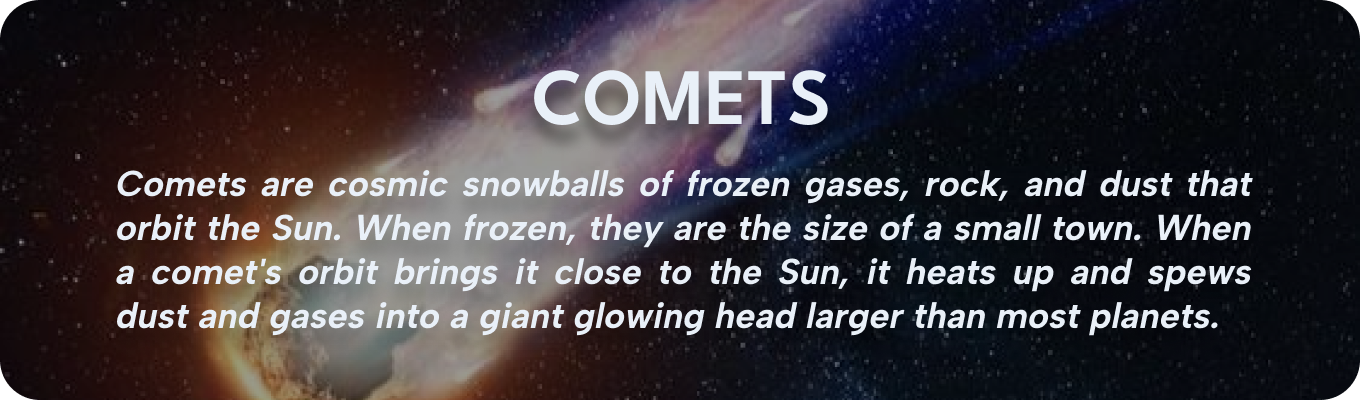 COMETS
Comets are cosmic snowballs of frozen gases, rock, and dust that
orbit the Sun. When frozen, they are the size of a small town. When
a comet's orbit brings it close to the Sun, it heats up and spews
dust and gases into a giant glowing head larger than most planets.